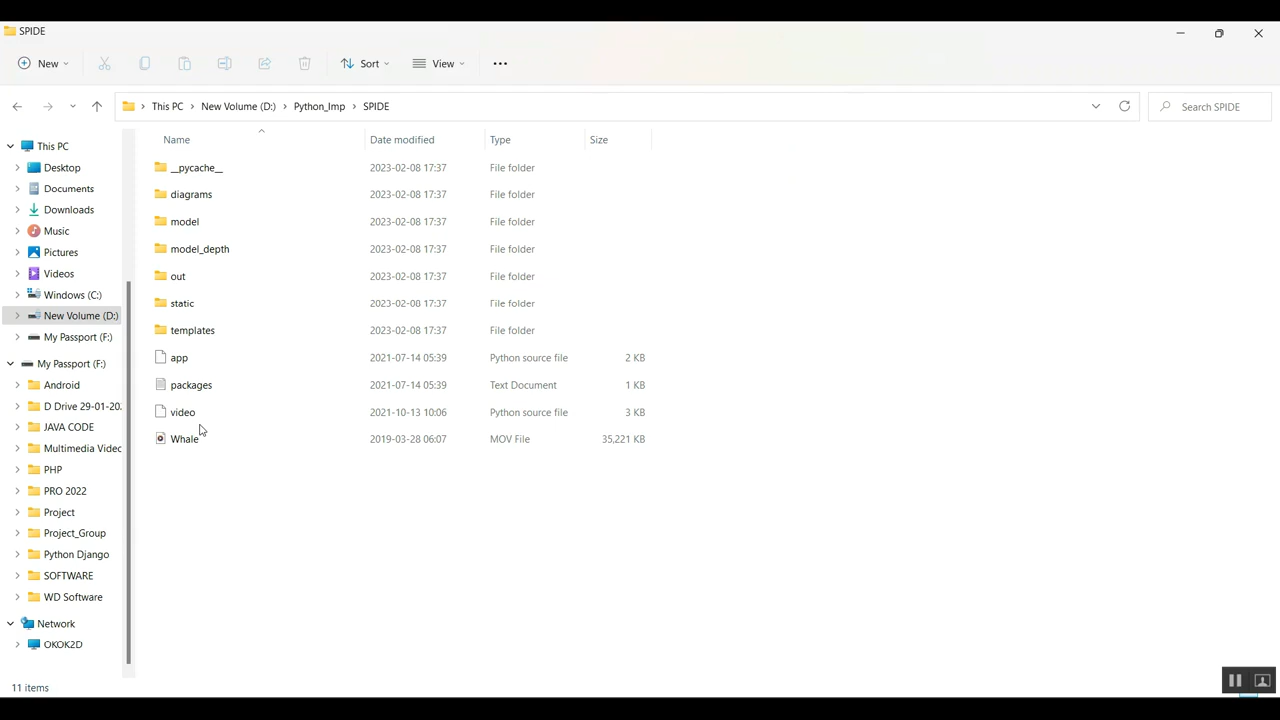 SPIDE
New
Sort
View
This PC
New Volume (D:)
Python_Imp
SPIDE
Search SPIDE
This PC
Desktop
Documents
Downloads
Music
Pictures
Videos
Windows (C:)
New Volume (D:)
My Passport (F:)
My Passport (F:)
Android
D Drive 29-01-202
JAVA CODE
Multimedia Videc
PHP
PRO 2022
Project
Project_Group
Python Django
SOFTWARE
WD Software
Network
OKOK2D
Name Date modified Type Size
__pycache__ 2023-02-08 17:37 File folder
diagrams 2023-02-08 17:37 File folder
model 2023-02-08 17:37 File folder
model_depth 2023-02-08 17:37 File folder
out 2023-02-08 17:37 File folder
static 2023-02-08 17:37 File folder
templates 2023-02-08 17:37 File folder
app 2021-07-14 05:39 Python source file 2 KB
packages 2021-07-14 05:39 Text Document 1 KB
video 2021-10-13 10:06 Python source file 3 KB
Whale 2019-03-28 06:07 MOV File 35,221 KB
11 items